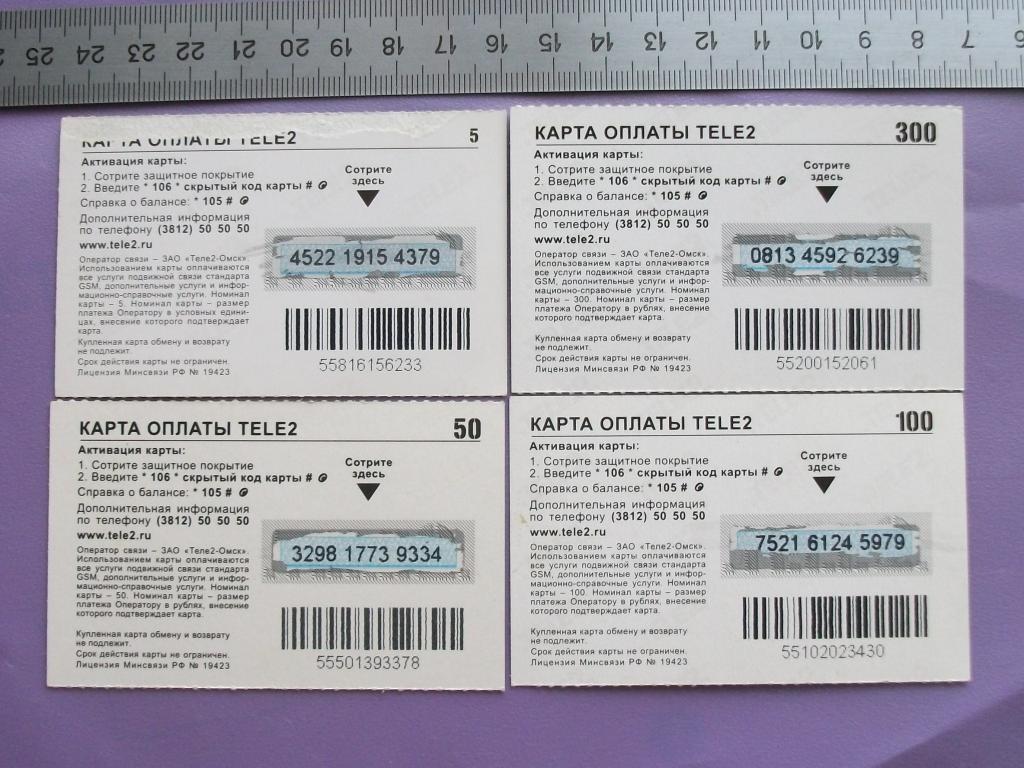 25 24 23 22 21 20 19 18 17 16 15 14 13 12 11 10 9 8 7 6 5
КАРТА ОПЛАТЫ TELE2 5
Активация карты:
1. Сотрите защитное покрытие
2. Введите * 106 * скрытый код карты #
Справка о балансе: * 105 #
Сотрите
здесь
Дополнительная информация
по телефону (3812) 50 50 50
www.tele2.ru
Оператор связи – ЗАО «Теле2-Омск».
Использованием карты оплачиваются
все услуги подвижной связи стандарта
GSM, дополнительные услуги и инфор-
мационно-справочные услуги. Номинал
карты – 5. Номинал карты – размер
платежа Оператору в условных едини-
цах, внесение которого подтверждает
карта.
4522 1915 4379
Купленная карта обмену и возврату
не подлежит.
Срок действия карты не ограничен.
Лицензия Минсвязи РФ № 19423
55816156233
КАРТА ОПЛАТЫ TELE2 300
Активация карты:
1. Сотрите защитное покрытие
2. Введите * 106 * скрытый код карты #
Справка о балансе: * 105 #
Сотрите
здесь
Дополнительная информация
по телефону (3812) 50 50 50
www.tele2.ru
Оператор связи – ЗАО «Теле2-Омск».
Использованием карты оплачиваются
все услуги подвижной связи стандарта
GSM, дополнительные услуги и инфор-
мационно-справочные услуги. Номинал
карты – 300. Номинал карты – размер
платежа Оператору в рублях, внесение
которого подтверждает карта.
0813 4592 6239
Купленная карта обмену и возврату
не подлежит.
Срок действия карты не ограничен.
Лицензия Минсвязи РФ № 19423
55200152061
КАРТА ОПЛАТЫ TELE2 50
Активация карты:
1. Сотрите защитное покрытие
2. Введите * 106 * скрытый код карты #
Справка о балансе: * 105 #
Сотрите
здесь
Дополнительная информация
по телефону (3812) 50 50 50
www.tele2.ru
Оператор связи – ЗАО «Теле2-Омск».
Использованием карты оплачиваются
все услуги подвижной связи стандарта
GSM, дополнительные услуги и инфор-
мационно-справочные услуги. Номинал
карты – 50. Номинал карты – размер
платежа Оператору в рублях, внесение
которого подтверждает карта.
3298 1773 9334
Купленная карта обмену и возврату
не подлежит.
Срок действия карты не ограничен.
Лицензия Минсвязи РФ № 19423
55501393378
КАРТА ОПЛАТЫ TELE2 100
Активация карты:
1. Сотрите защитное покрытие
2. Введите * 106 * скрытый код карты #
Справка о балансе: * 105 #
Сотрите
здесь
Дополнительная информация
по телефону (3812) 50 50 50
www.tele2.ru
Оператор связи – ЗАО «Теле2-Омск».
Использованием карты оплачиваются
все услуги подвижной связи стандарта
GSM, дополнительные услуги и инфор-
мационно-справочные услуги. Номинал
карты – 100. Номинал карты – размер
платежа Оператору в рублях, внесение
которого подтверждает карта.
7521 6124 5979
Купленная карта обмену и возврату
не подлежит.
Срок действия карты не ограничен.
Лицензия Минсвязи РФ № 19423
55102023430